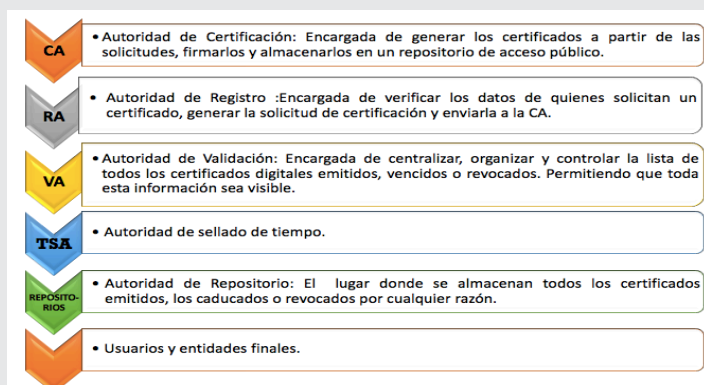 CA
• Autoridad de Certificación: Encargada de generar los certificados a partir de las
solicitudes, firmarlos y almacenarlos en un repositorio de acceso público.
RA
• Autoridad de Registro :Encargada de verificar los datos de quienes solicitan un
certificado, generar la solicitud de certificación y enviarla a la CA.
VA
• Autoridad de Validación: Encargada de centralizar, organizar y controlar la lista de
todos los certificados digitales emitidos, vencidos o revocados. Permitiendo que toda
esta información sea visible.
TSA
• Autoridad de sellado de tiempo.
REPOSITO-
RIOS
• Autoridad de Repositorio: El lugar donde se almacenan todos los certificados
emitidos, los caducados o revocados por cualquier razón.
• Usuarios y entidades finales.